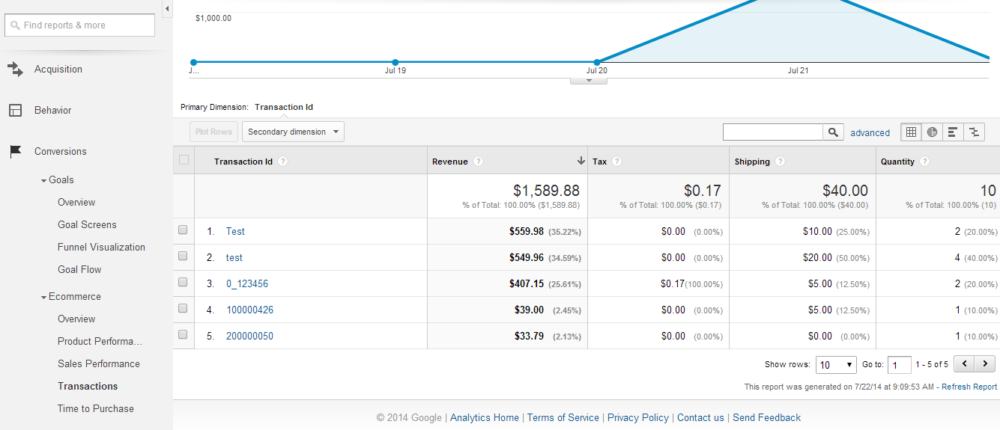 Find reports & more
Acquisition
Behavior
Conversions
Goals
Overview
Goal Screens
Funnel Visualization
Goal Flow
Ecommerce
Overview
Product Performa...
Sales Performance
Transactions
Time to Purchase
$1,000.00
J... Jul 19 Jul 20 Jul 21
Primary Dimension: Transaction Id
Plot Rows Secondary dimension advanced
Transaction Id ? Revenue ? Tax ? Shipping ? Quantity ?
$1,589.88 $0.17 $40.00 10
% of Total: 100.00% ($1,589.88) % of Total: 100.00% ($0.17) % of Total: 100.00% ($40.00) % of Total: 100.00% (10)
1. Test $559.98 (35.22%) $0.00 (0.00%) $10.00 (25.00%) 2 (20.00%)
2. test $549.96 (34.59%) $0.00 (0.00%) $20.00 (50.00%) 4 (40.00%)
3. 0_123456 $407.15 (25.61%) $0.17(100.00%) $5.00 (12.50%) 2 (20.00%)
4. 100000426 $39.00 (2.45%) $0.00 (0.00%) $5.00 (12.50%) 1 (10.00%)
5. 200000050 $33.79 (2.13%) $0.00 (0.00%) $0.00 (0.00%) 1 (10.00%)
Show rows: 10 Go to: 1 1 - 5 of 5
This report was generated on 7/22/14 at 9:09:53 AM - Refresh Report
© 2014 Google | Analytics Home | Terms of Service | Privacy Policy | Contact us | Send Feedback